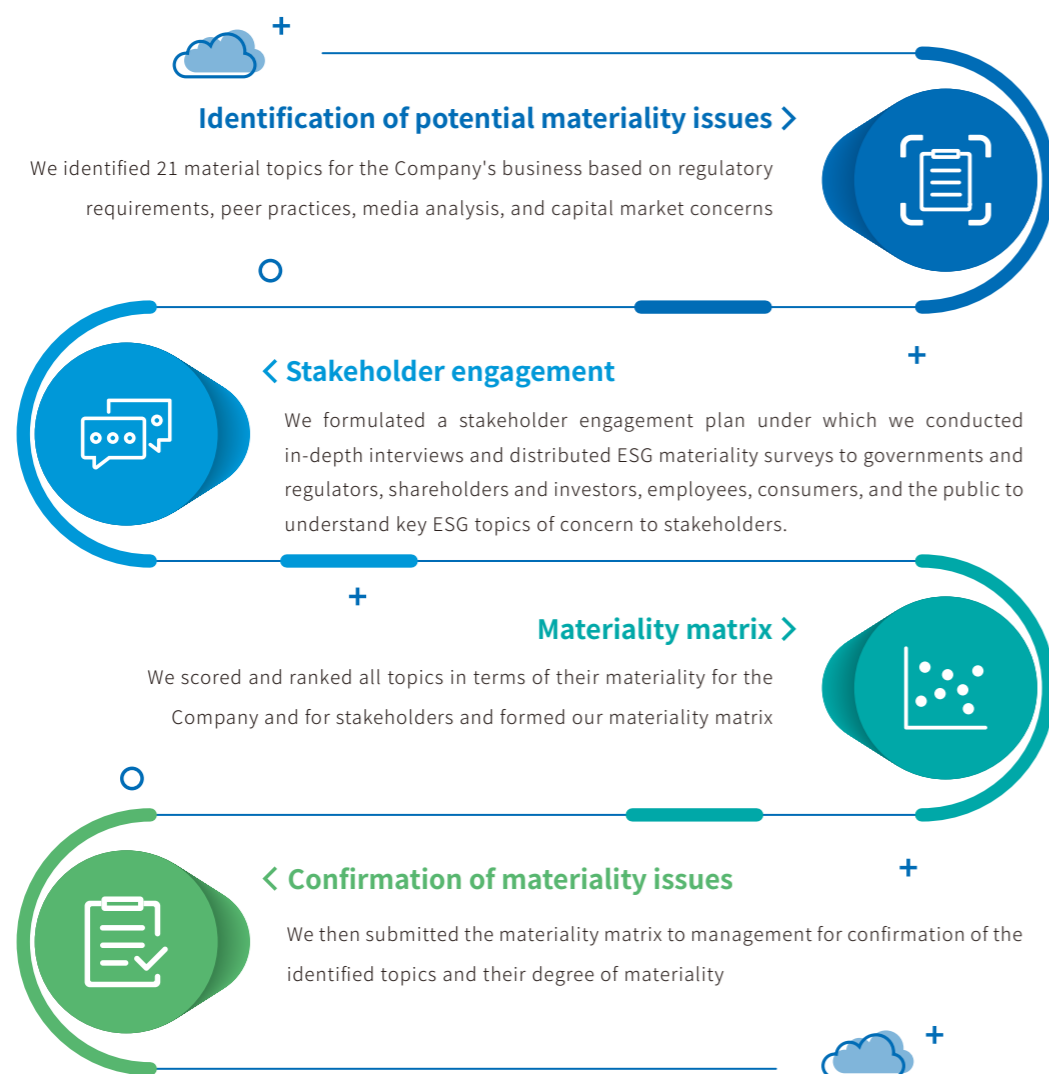 Identification of potential materiality issues
We identified 21 material topics for the Company's business based on regulatory
requirements, peer practices, media analysis, and capital market concerns
Stakeholder engagement
We formulated a stakeholder engagement plan under which we conducted
in-depth interviews and distributed ESG materiality surveys to governments and
regulators, shareholders and investors, employees, consumers, and the public to
understand key ESG topics of concern to stakeholders.
Materiality matrix
We scored and ranked all topics in terms of their materiality for the
Company and for stakeholders and formed our materiality matrix
Confirmation of materiality issues
We then submitted the materiality matrix to management for confirmation of the
identified topics and their degree of materiality